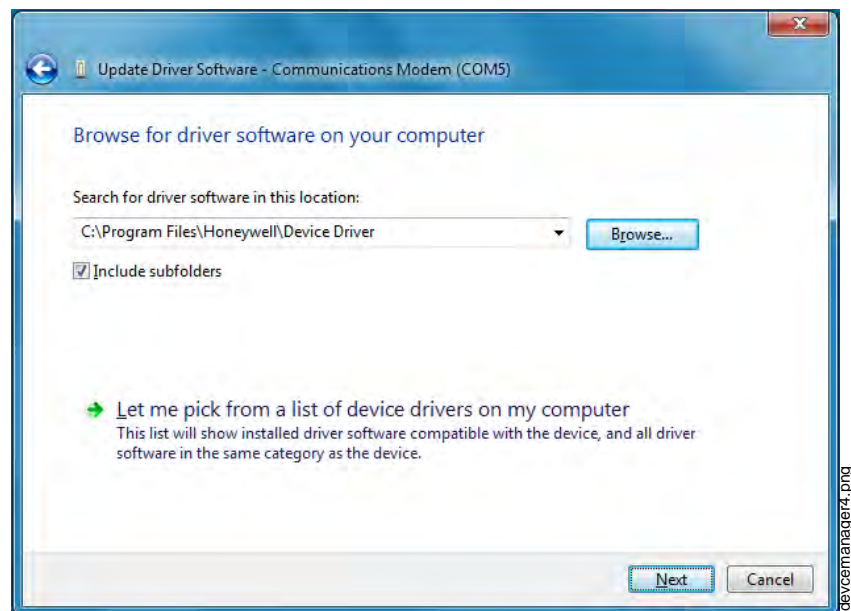 Update Driver Software - Communications Modem (COM5)
Browse for driver software on your computer
Search for driver software in this location:
C:\Program Files\Honeywell\Device Driver
Browse...
Include subfolders
Let me pick from a list of device drivers on my computer
This list will show installed driver software compatible with the device, and all driver
software in the same category as the device.
Next
Cancel
devcemanager4.png